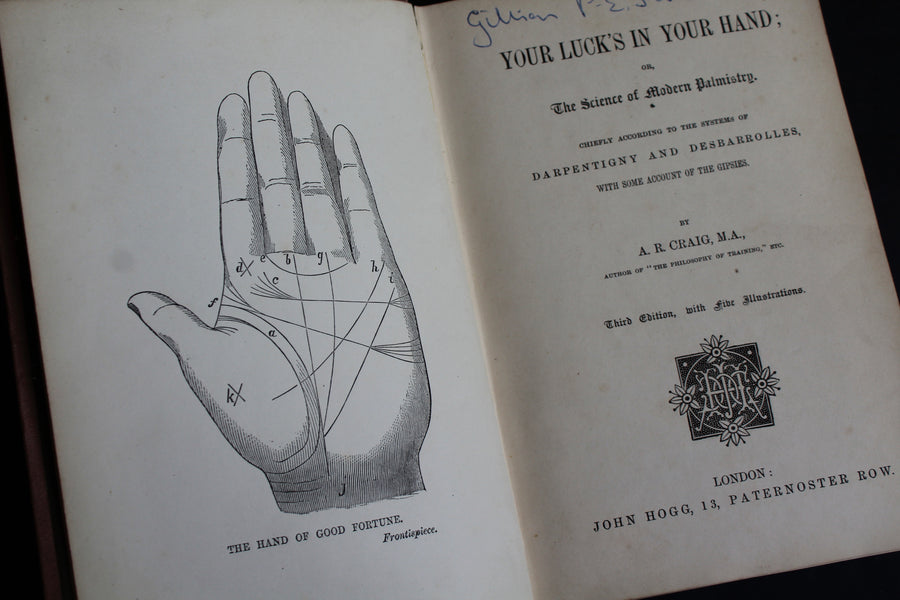 d e b g h
c i
f
a
k
j
THE HAND OF GOOD FORTUNE.
Frontispiece.
Gillian P.E.
YOUR LUCK'S IN YOUR HAND;
OR,
The Science of Modern Palmistry.
CHIEFLY ACCORDING TO THE SYSTEMS OF
DARPENTIGNY AND DESBARROLLES,
WITH SOME ACCOUNT OF THE GIPSIES.
BY
A. R. CRAIG, M.A.,
AUTHOR OF "THE PHILOSOPHY OF TRAINING," ETC.
Third Edition, with Five Illustrations.
LONDON:
JOHN HOGG, 13, PATERNOSTER ROW.